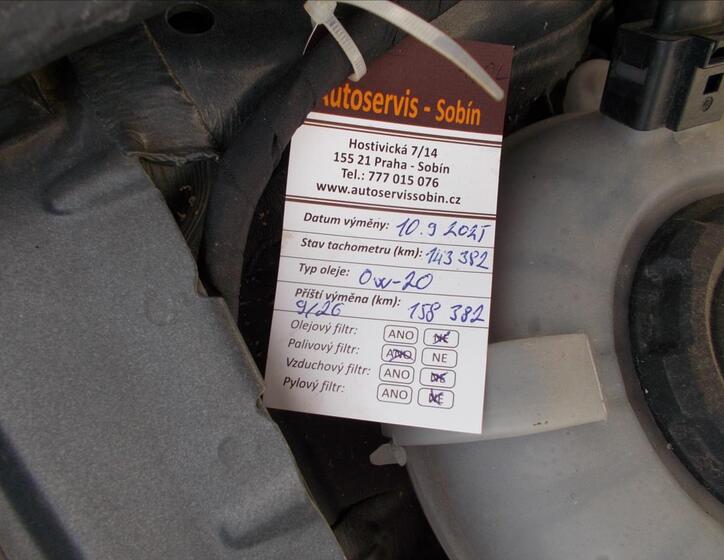 Autoservis - Sobín
Hostivická 7/14
155 21 Praha - Sobín
Tel.: 777 015 076
www.autoservissobin.cz
Datum výměny: 10.9 2025
Stav tachometru (km): 143 382
Typ oleje: 0w-20
Příští výměna (km): 158 382
9/26
Olejový filtr: ANO NE
Palivový filtr: ANO NE
Vzduchový filtr: ANO NE
Pylový filtr: ANO NE